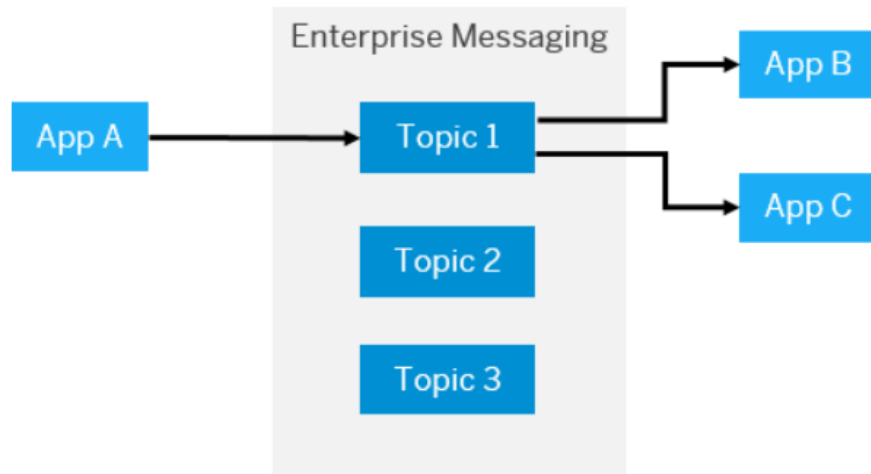 Enterprise Messaging
App A
Topic 1
App B
App C
Topic 2
Topic 3